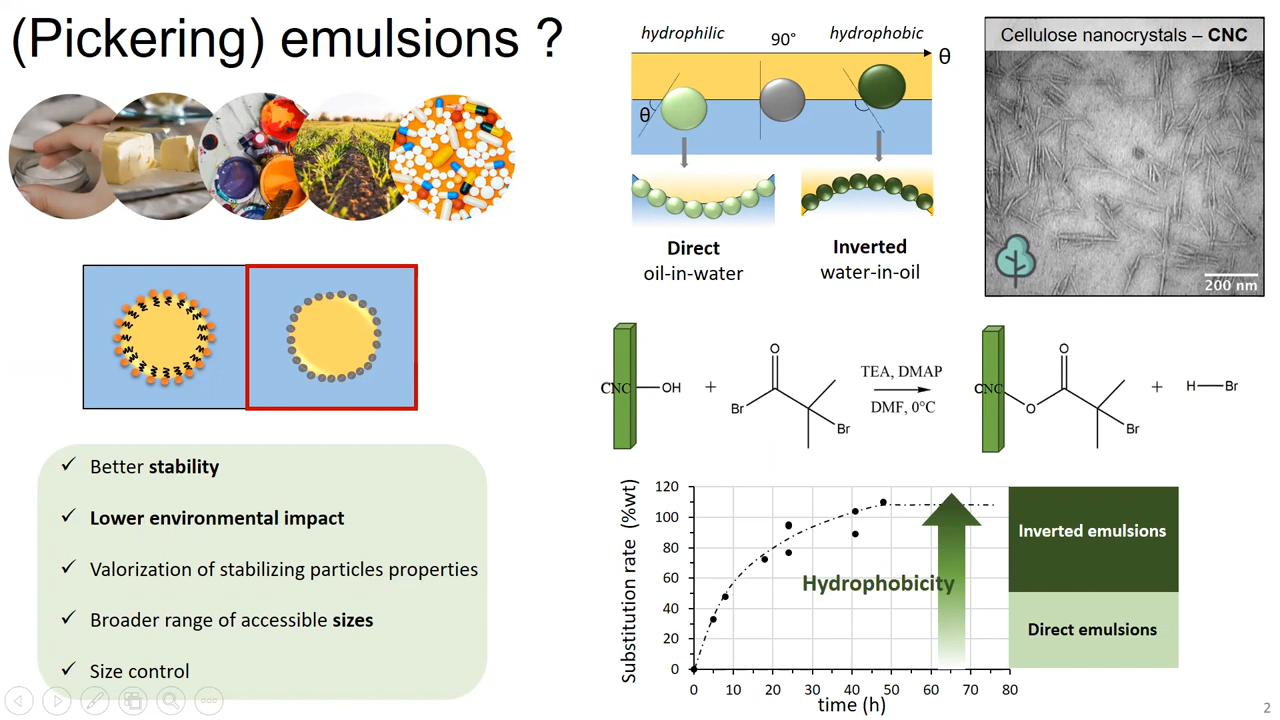 (Pickering) emulsions ?
✓ Better stability
✓ Lower environmental impact
✓ Valorization of stabilizing particles properties
✓ Broader range of accessible sizes
✓ Size control
hydrophilic 90° hydrophobic
θ
θ
Direct
oil-in-water
Inverted
water-in-oil
Cellulose nanocrystals – CNC
200 nm
CNC
OH
+
O
Br
Br
TEA, DMAP
DMF, 0°C
CNC
O
O
Br
+
H
Br
Substitution rate (%wt)
120
100
80
60
40
20
0
0 10 20 30 40 50 60 70 80
time (h)
Hydrophobicity
Inverted emulsions
Direct emulsions
2